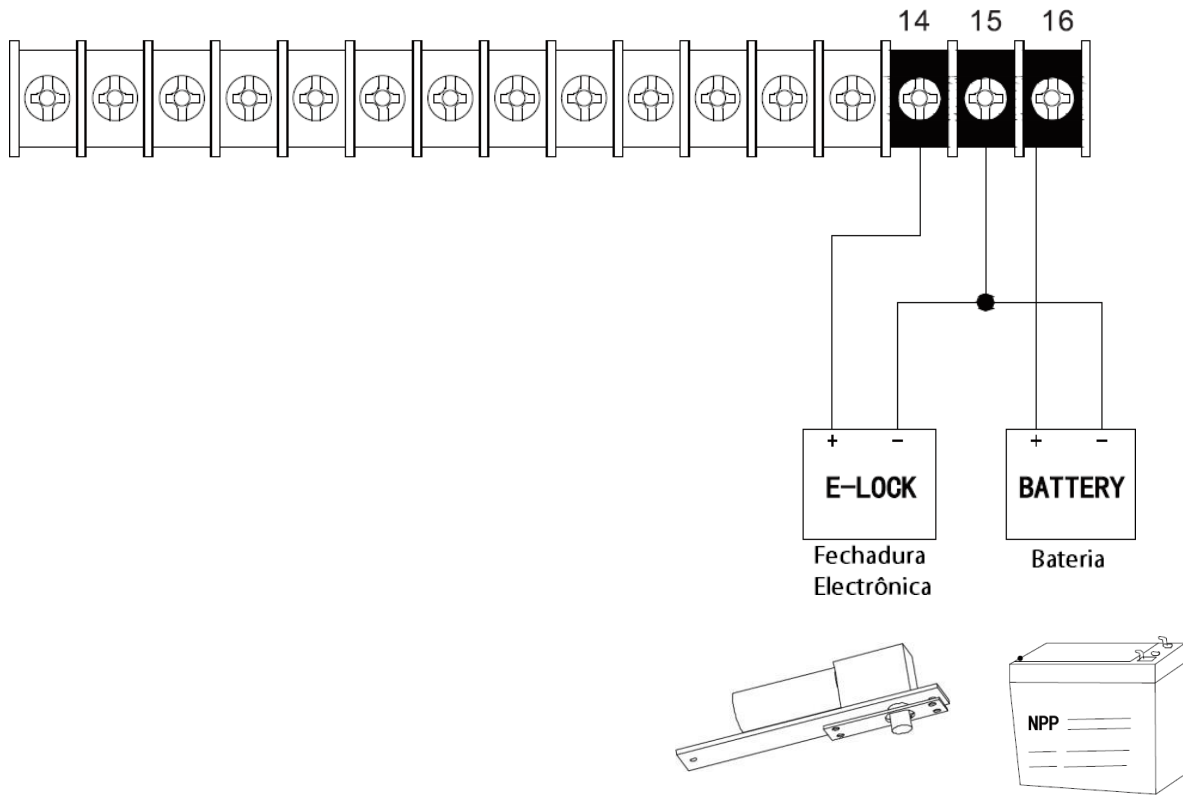 14 15 16
+ - + -
E-LOCK BATTERY
Fechadura
Electrônica
Bateria
NPP